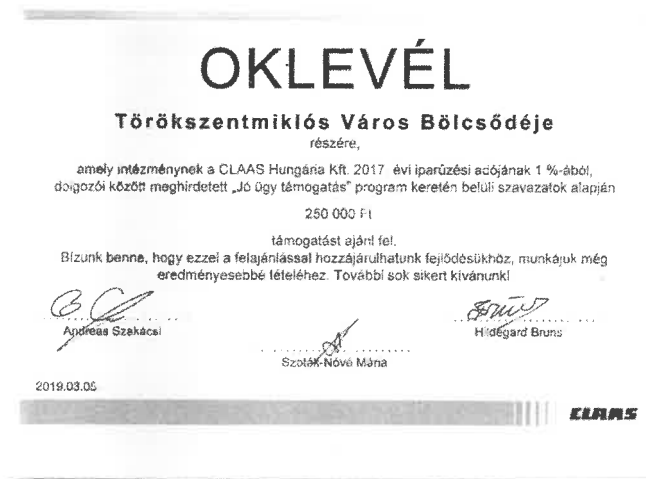 OKLEVÉL
Törökszentmiklós Város Bölcsődéje
részére,
amely intézménynek a CLAAS Hungária Kft. 2017 évi iparűzési adójának 1 %-ából,
dolgozói között meghirdetett „Jó ügy támogatás” program keretén belüli szavazatok alapján
250 000 Ft
támogatást ajánl fel.
Bízunk benne, hogy ezzel a felajánlással hozzájárulhatunk fejlődésükhöz, munkájuk még
eredményesebbé tételéhez. További sok sikert kívánunk!
Andreas Szakácsi
Hildegard Bruns
Szoták-Nóvé Mária
2019.03.05
CLAAS